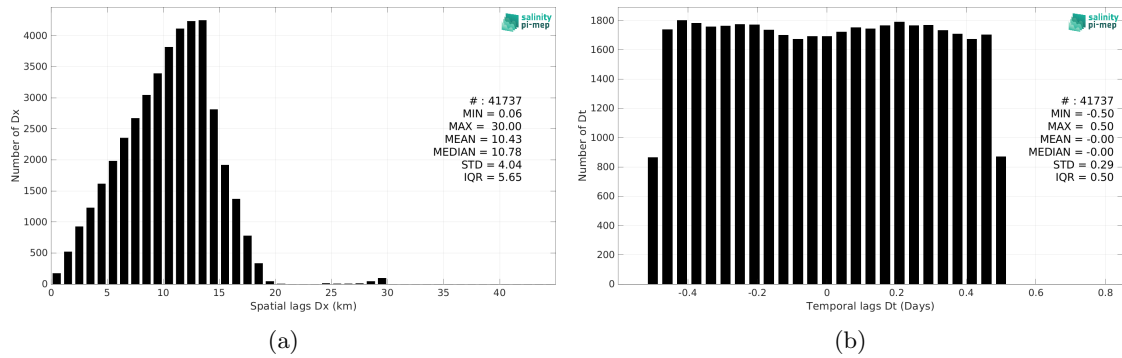 4000
3500
3000
2500
2000
1500
1000
500
0
Number of Dx
salinity
pi-mep
# : 41737
MIN = 0.06
MAX = 30.00
MEAN = 10.43
MEDIAN = 10.78
STD = 4.04
IQR = 5.65
0 5 10 15 20 25 30 35 40
Spatial lags Dx (km)
(a)
1800
1600
1400
1200
1000
800
600
400
200
0
Number of Dt
salinity
pi-mep
# : 41737
MIN = -0.50
MAX = 0.50
MEAN = -0.00
MEDIAN = -0.00
STD = 0.29
IQR = 0.50
-0.4 -0.2 0 0.2 0.4 0.6 0.8
Temporal lags Dt (Days)
(b)